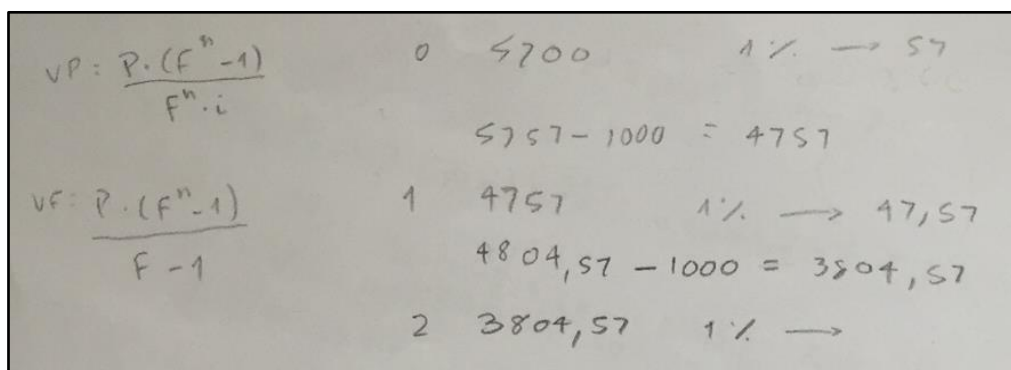 VP: P.(F^n-1) / F^n.i
0 5700 1% → 57
5757-1000 = 4757
VF: P.(F^n-1) / F-1
1 4757 1% → 47,57
4804,57-1000 = 3804,57
2 3804,57 1% →